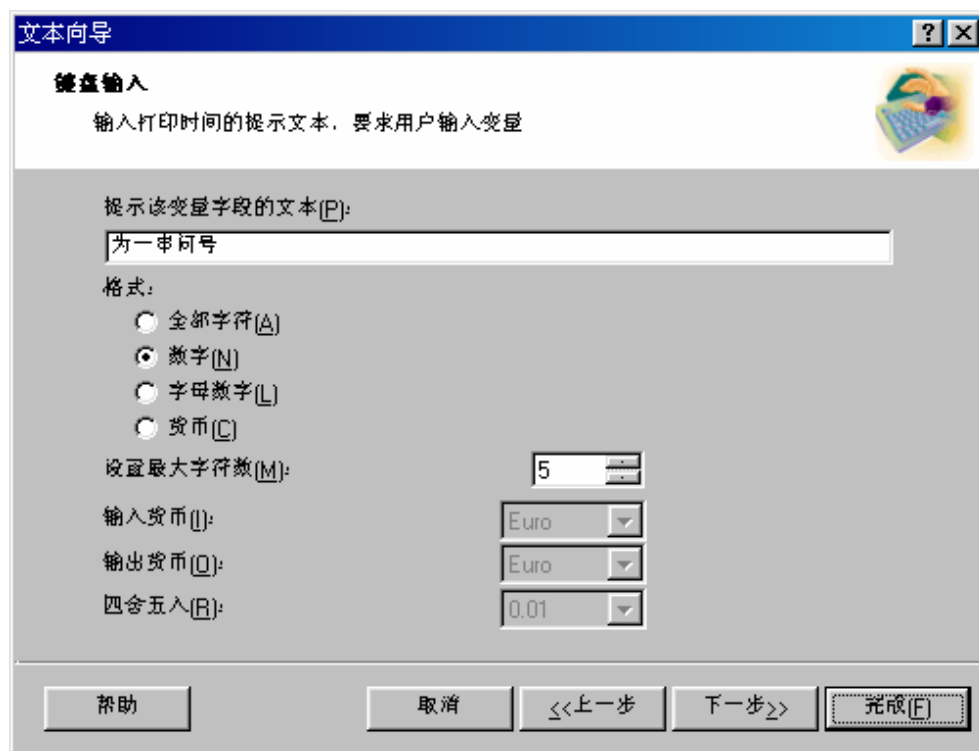 文本向导
键盘输入
输入打印时间的提示文本，要求用户输入变量
提示该变量字段的文本(P):
为一串问号
格式:
全部字符(A)
数字(N)
字母数字(L)
货币(C)
设置最大字符数(M): 5
输入货币(I): Euro
输出货币(O): Euro
四舍五入(R): 0.01
帮助 取消 <<上一步 下一步>> 完成(F)